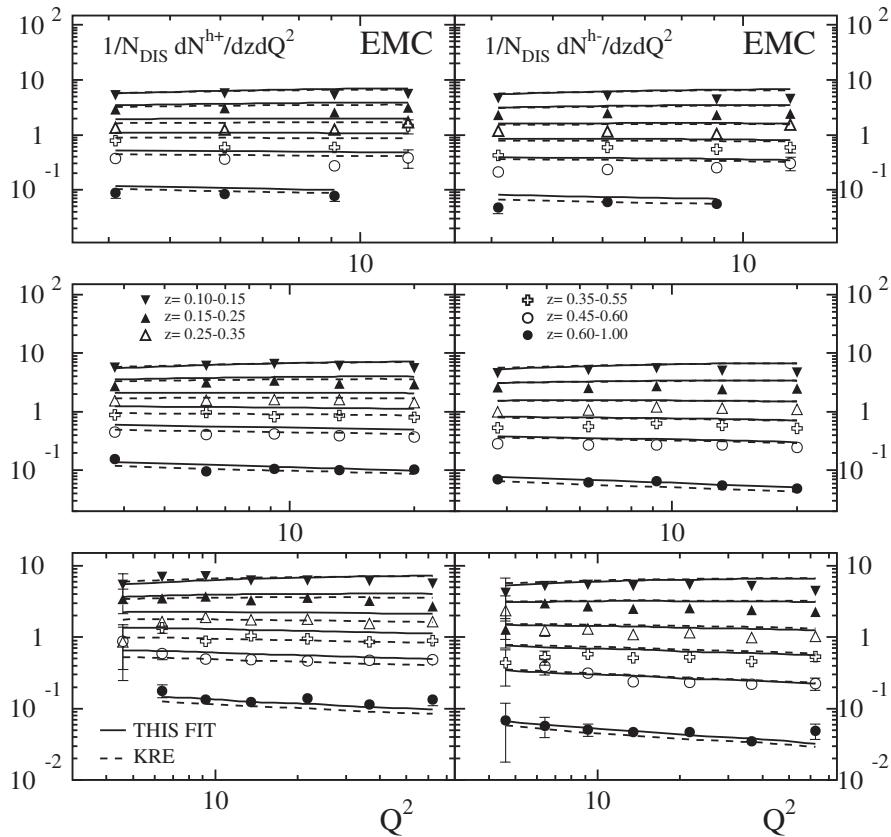 10^2
1/N_DIS dN^h+/dzdQ^2 EMC
1/N_DIS dN^h-/dzdQ^2 EMC
10^2
10
10
1
1
10^-1
10^-1
10
10
10^2
z= 0.10-0.15
z= 0.15-0.25
z= 0.25-0.35
z= 0.35-0.55
z= 0.45-0.60
z= 0.60-1.00
10^2
10
10
1
1
10^-1
10^-1
10
10
10
10
1
1
10^-1
10^-1
THIS FIT
KRE
10^-2
10^-2
10
Q^2
10
Q^2